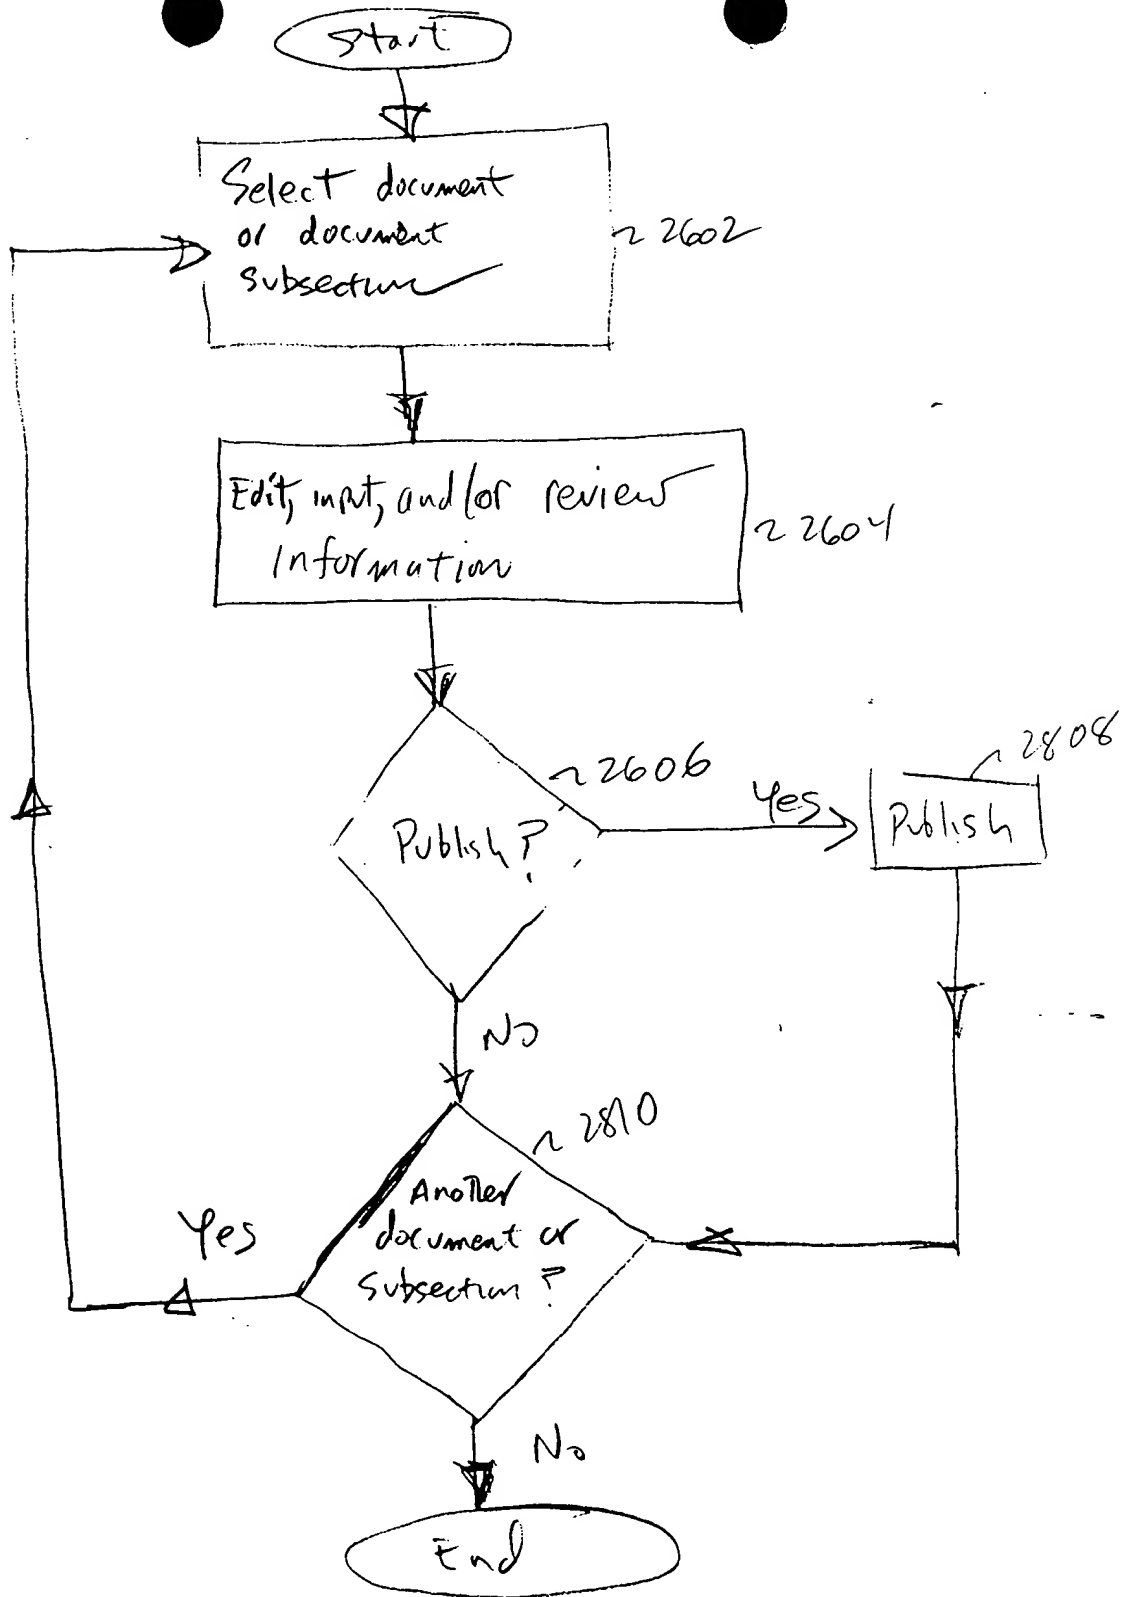 Start
Select document
or document
subsection
~2602
Edit, input, and/or review
information
~2604
~2606
Publish?
Yes
2808
Publish
No
~2810
Another
document or
subsection?
Yes
No
End